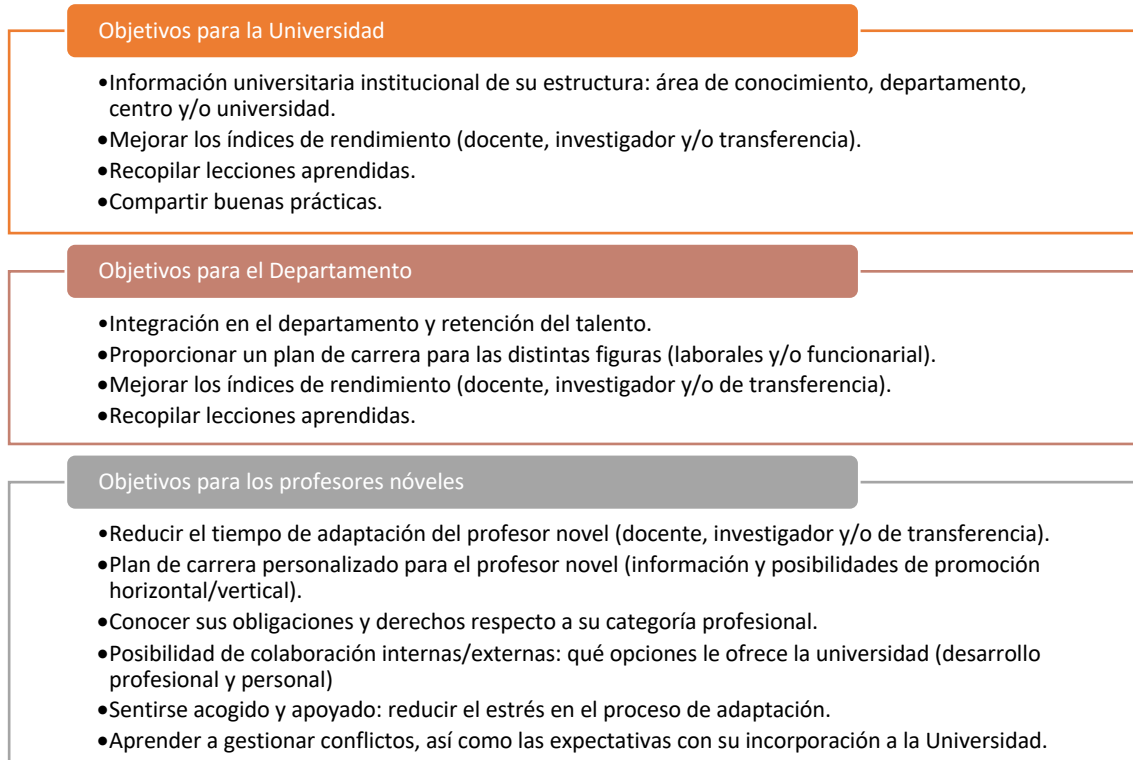 Objetivos para la Universidad
•Información universitaria institucional de su estructura: área de conocimiento, departamento,
centro y/o universidad.
•Mejorar los índices de rendimiento (docente, investigador y/o transferencia).
•Recopilar lecciones aprendidas.
•Compartir buenas prácticas.
Objetivos para el Departamento
•Integración en el departamento y retención del talento.
•Proporcionar un plan de carrera para las distintas figuras (laborales y/o funcionarial).
•Mejorar los índices de rendimiento (docente, investigador y/o de transferencia).
•Recopilar lecciones aprendidas.
Objetivos para los profesores nóveles
•Reducir el tiempo de adaptación del profesor novel (docente, investigador y/o de transferencia).
•Plan de carrera personalizado para el profesor novel (información y posibilidades de promoción
horizontal/vertical).
•Conocer sus obligaciones y derechos respecto a su categoría profesional.
•Posibilidad de colaboración internas/externas: qué opciones le ofrece la universidad (desarrollo
profesional y personal)
•Sentirse acogido y apoyado: reducir el estrés en el proceso de adaptación.
•Aprender a gestionar conflictos, así como las expectativas con su incorporación a la Universidad.